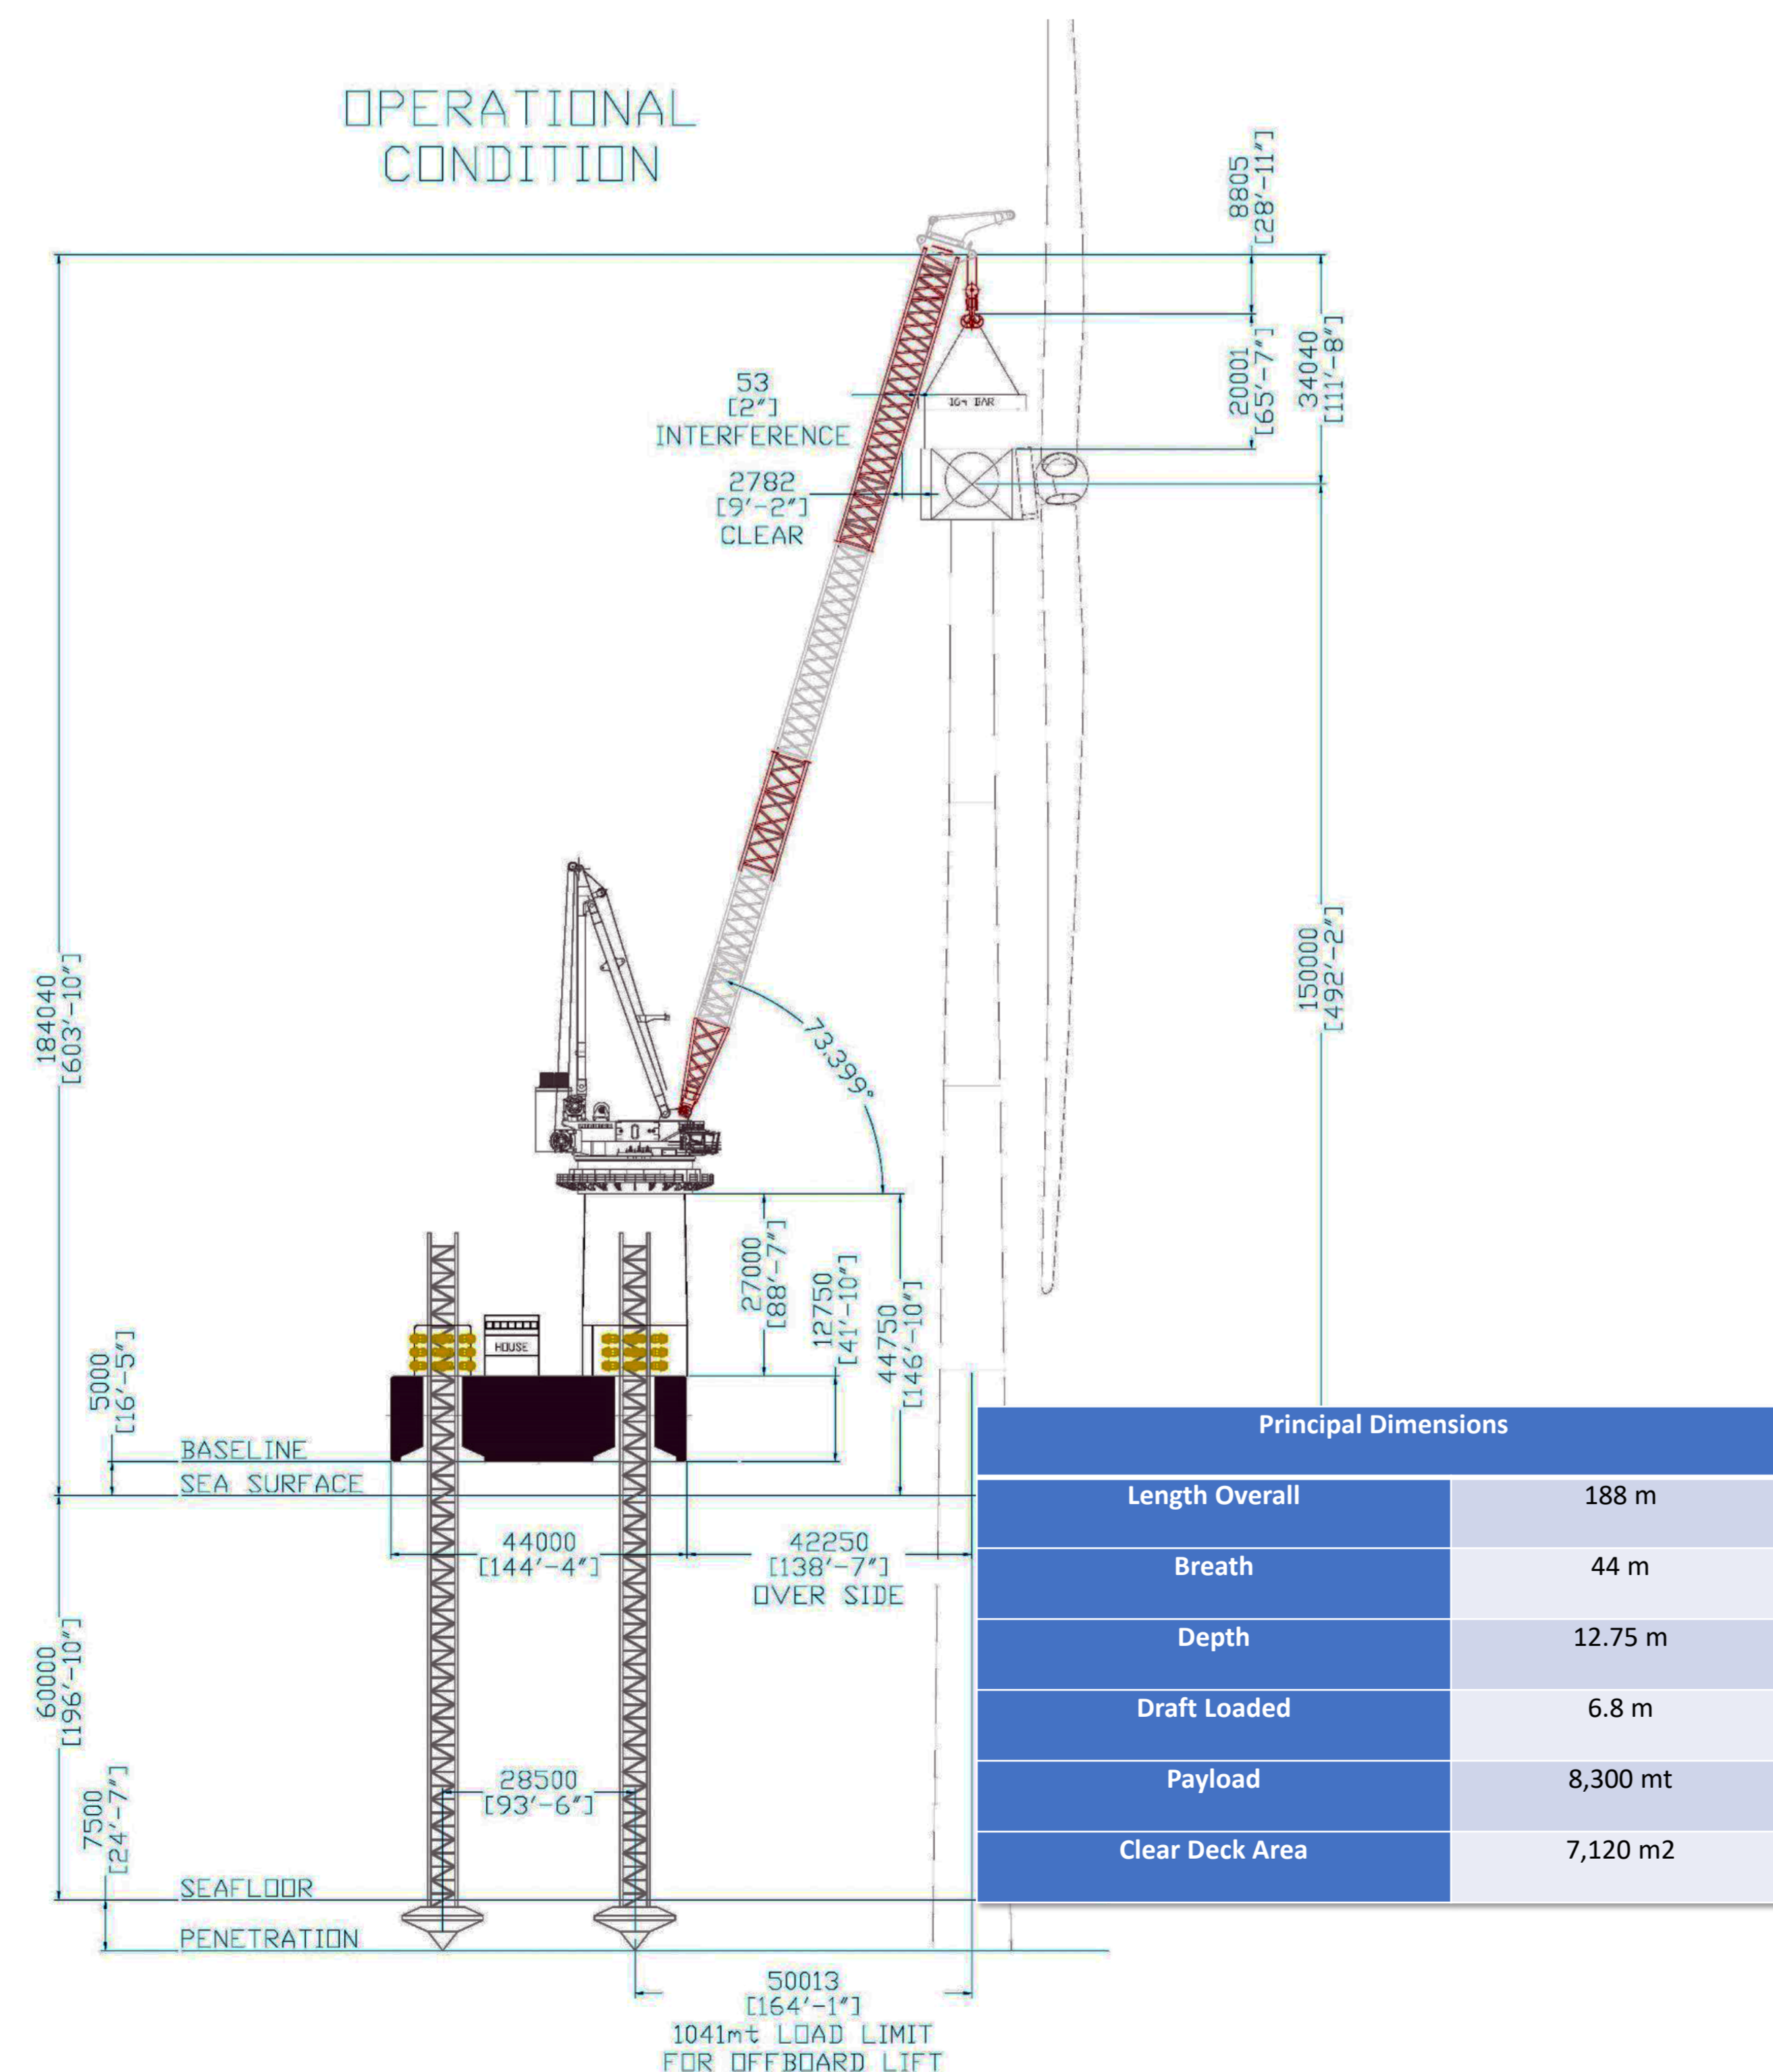 OPERATIONAL
CONDITION
8805
[28'-11"]
20001
[65'-7"]
34040
[111'-8"]
53
[2"]
INTERFERENCE
16m BAR
2782
[9'-2"]
CLEAR
184040
[603'-10"]
150000
[492'-2"]
73.399°
27000
[88'-7"]
12750
[41'-10"]
44750
[146'-10"]
HOUSE
5000
[16'-5"]
BASELINE
SEA SURFACE
44000
[144'-4"]
42250
[138'-7"]
OVER SIDE
60000
[196'-10"]
28500
[93'-6"]
7500
[24'-7"]
SEAFLOOR
PENETRATION
50013
[164'-1"]
1041mt LOAD LIMIT
FOR OFFBOARD LIFT
Principal Dimensions
Length Overall 188 m
Breath 44 m
Depth 12.75 m
Draft Loaded 6.8 m
Payload 8,300 mt
Clear Deck Area 7,120 m2